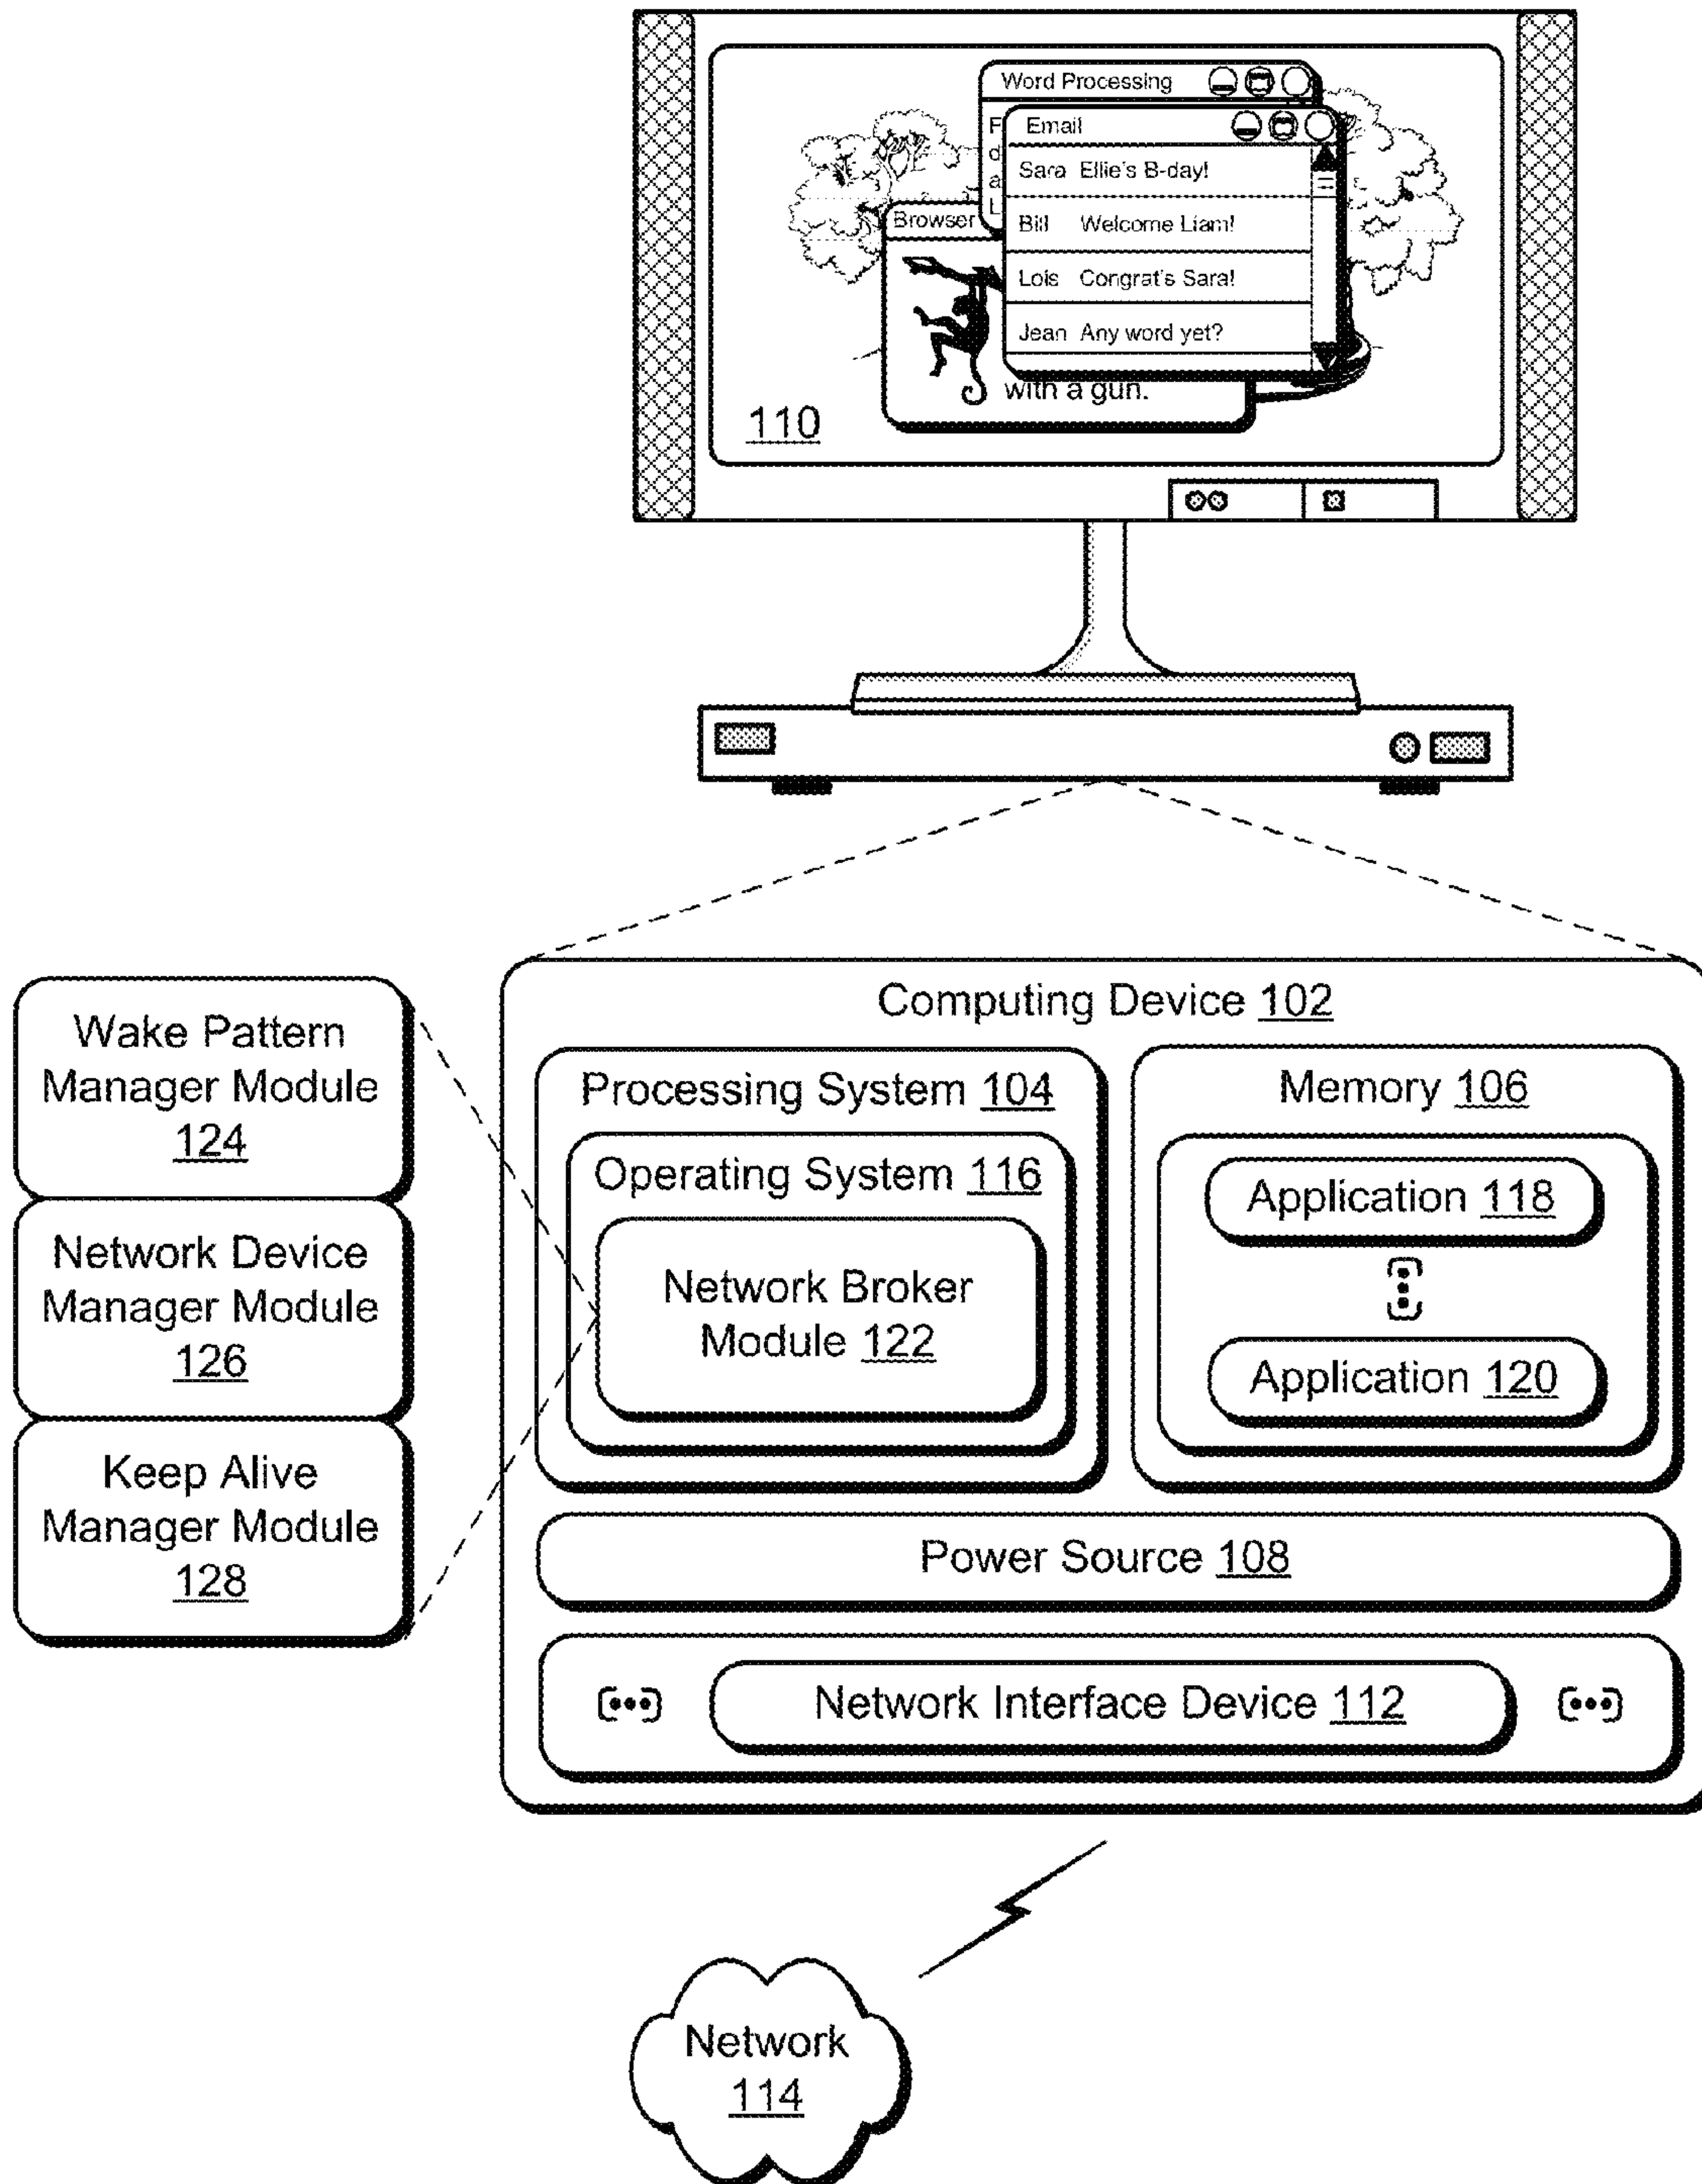 Word Processing
F
d
a
L
Email
Sara Ellie's B-day!
Bill Welcome Liam!
Lois Congrat's Sara!
Jean Any word yet?
Browser
with a gun.
110
Computing Device 102
Processing System 104
Operating System 116
Network Broker
Module 122
Memory 106
Application 118
Application 120
Power Source 108
Network Interface Device 112
Wake Pattern
Manager Module
124
Network Device
Manager Module
126
Keep Alive
Manager Module
128
Network
114